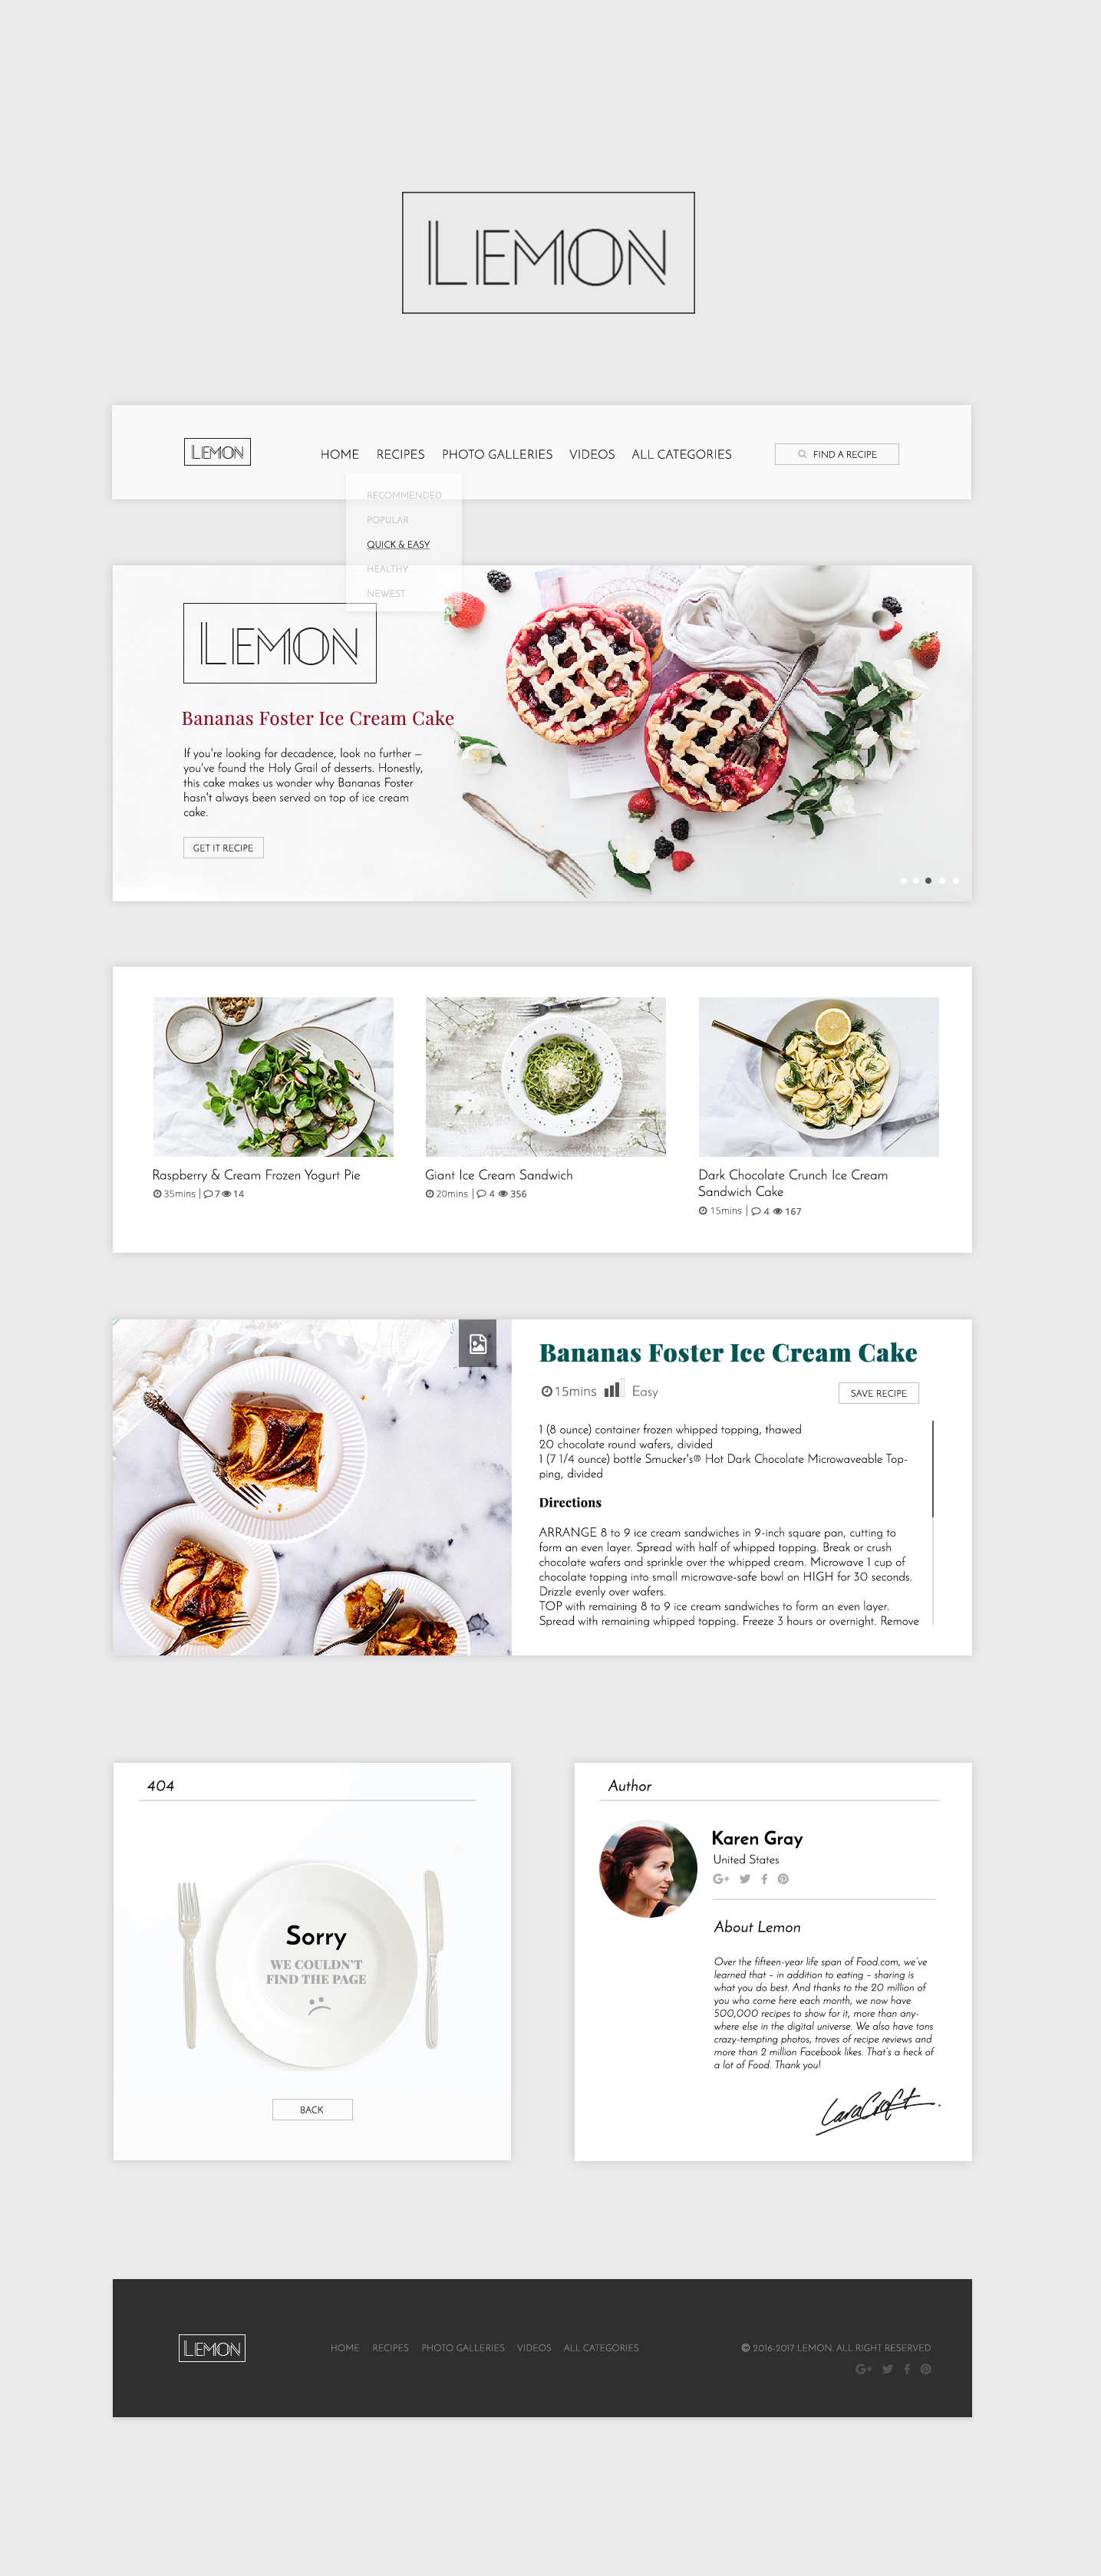 LEMON
LEMON
HOME RECIPES PHOTO GALLERIES VIDEOS ALL CATEGORIES
FIND A RECIPE
RECOMMENDED
POPULAR
QUICK & EASY
HEALTHY
NEWEST
LEMON
Bananas Foster Ice Cream Cake
If you're looking for decadence, look no further –
you've found the Holy Grail of desserts. Honestly,
this cake makes us wonder why Bananas Foster
hasn't always been served on top of ice cream
cake.
GET IT RECIPE
Raspberry & Cream Frozen Yogurt Pie
35mins | 7 14
Giant Ice Cream Sandwich
20mins | 4 356
Dark Chocolate Crunch Ice Cream
Sandwich Cake
15mins | 4 167
Bananas Foster Ice Cream Cake
15mins Easy
SAVE RECIPE
1 (8 ounce) container frozen whipped topping, thawed
20 chocolate round wafers, divided
1 (7 1/4 ounce) bottle Smucker's® Hot Dark Chocolate Microwaveable Top-
ping, divided
Directions
ARRANGE 8 to 9 ice cream sandwiches in 9-inch square pan, cutting to
form an even layer. Spread with half of whipped topping. Break or crush
chocolate wafers and sprinkle over the whipped cream. Microwave 1 cup of
chocolate topping into small microwave-safe bowl on HIGH for 30 seconds.
Drizzle evenly over wafers.
TOP with remaining 8 to 9 ice cream sandwiches to form an even layer.
Spread with remaining whipped topping. Freeze 3 hours or overnight. Remove
404
Sorry
WE COULDN'T
FIND THE PAGE
BACK
Author
Karen Gray
United States
About Lemon
Over the fifteen-year life span of Food.com, we've
learned that – in addition to eating – sharing is
what you do best. And thanks to the 20 million of
you who come here each month, we now have
500,000 recipes to show for it, more than any-
where else in the digital universe. We also have tons
crazy-tempting photos, troves of recipe reviews and
more than 2 million Facebook likes. That's a heck of
a lot of Food. Thank you!
LaraCroft
LEMON
HOME RECIPES PHOTO GALLERIES VIDEOS ALL CATEGORIES
© 2016-2017 LEMON. ALL RIGHT RESERVED